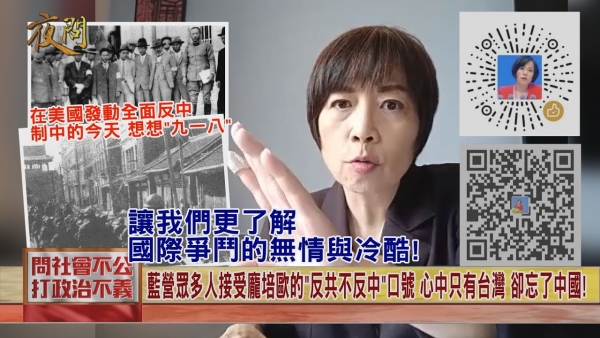 夜問
在美國發動全面反中
制中的今天 想想"九一八"
讓我們更了解
國際爭鬥的無情與冷酷!
問社會不公
打政治不義
藍營眾多人接受龐培歐的"反共不反中"口號 心中只有台灣 卻忘了中國!